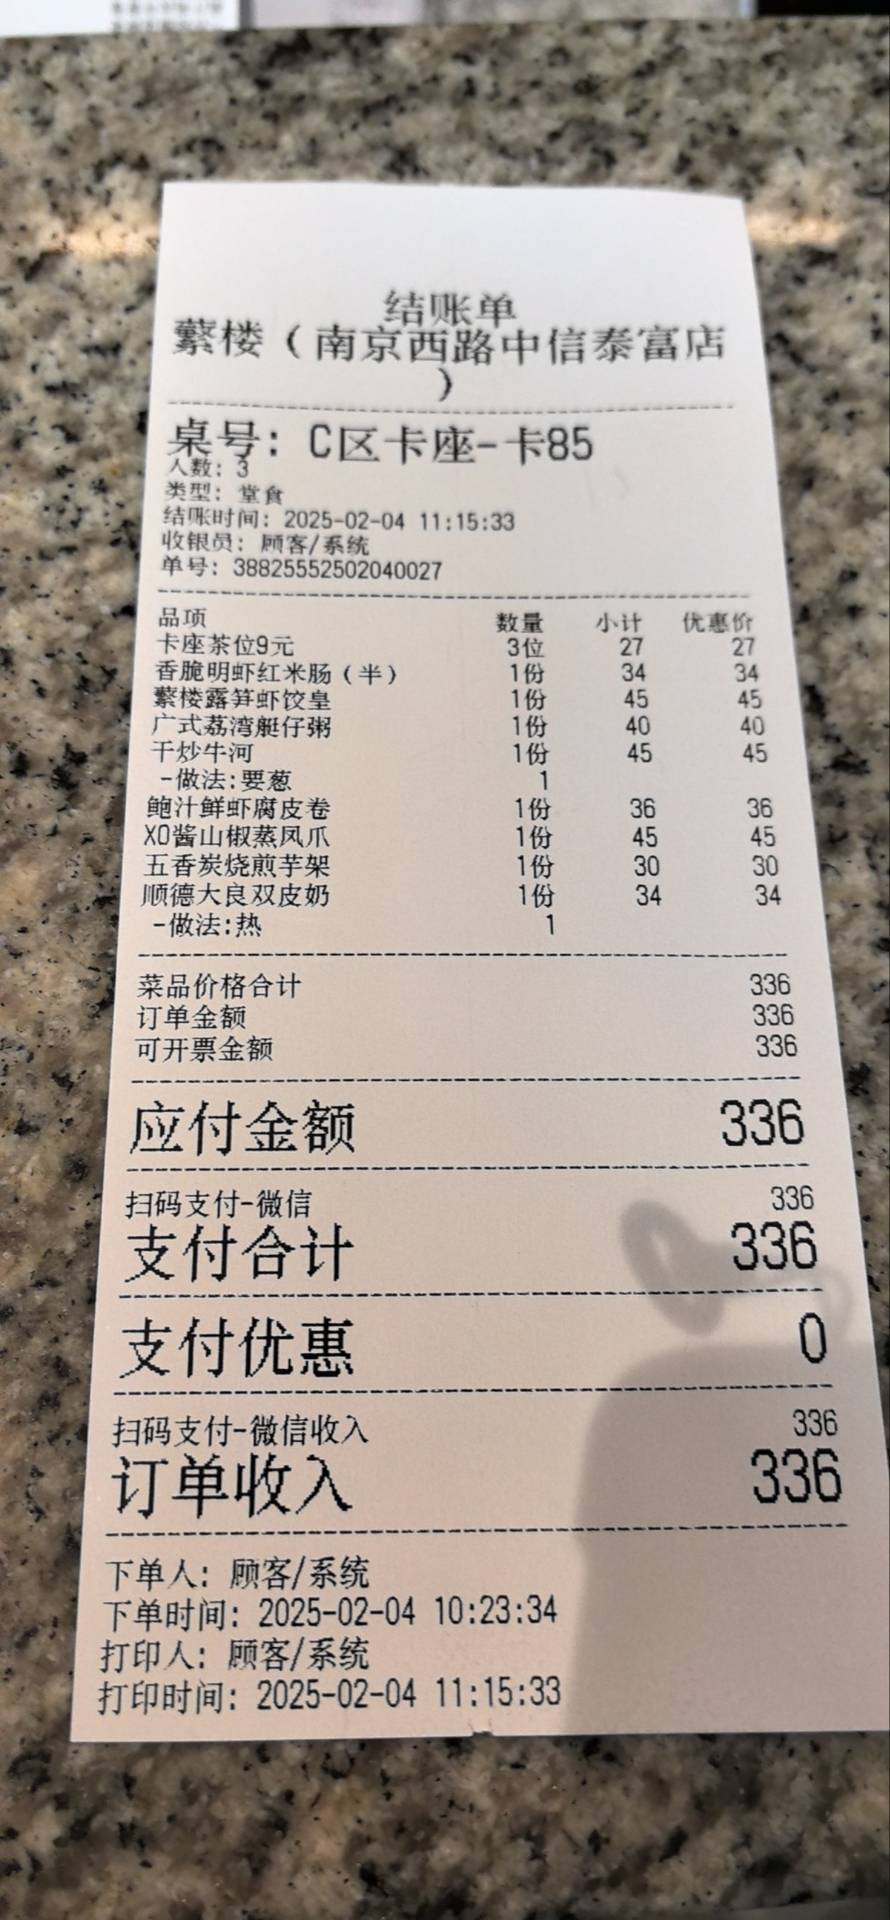 结账单
蘩楼（南京西路中信泰富店
）
桌号: C区卡座-卡85
人数: 3
类型: 堂食
结账时间: 2025-02-04 11:15:33
收银员: 顾客/系统
单号: 388255552502040027
品项 数量 小计 优惠价
卡座茶位9元 3位 27 27
香脆明虾红米肠（半） 1份 34 34
蘩楼露笋虾饺皇 1份 45 45
广式荔湾艇仔粥 1份 40 40
干炒牛河 1份 45 45
-做法:要葱 1
鲍汁鲜虾腐皮卷 1份 36 36
XO酱山椒蒸凤爪 1份 45 45
五香炭烧煎芋架 1份 30 30
顺德大良双皮奶 1份 34 34
-做法:热 1
菜品价格合计 336
订单金额 336
可开票金额 336
应付金额 336
扫码支付-微信 336
支付合计 336
支付优惠 0
扫码支付-微信收入 336
订单收入 336
下单人: 顾客/系统
下单时间: 2025-02-04 10:23:34
打印人: 顾客/系统
打印时间: 2025-02-04 11:15:33